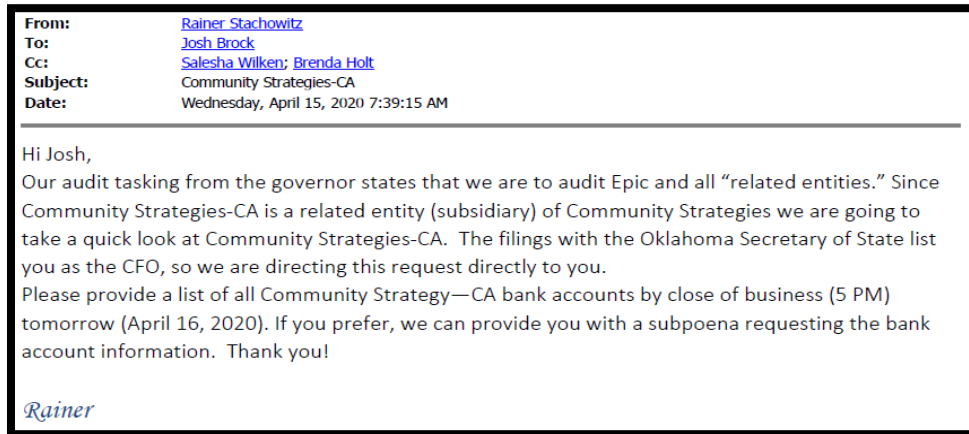 From: Rainer Stachowitz
To: Josh Brock
Cc: Salesha Wilken; Brenda Holt
Subject: Community Strategies-CA
Date: Wednesday, April 15, 2020 7:39:15 AM
Hi Josh,
Our audit tasking from the governor states that we are to audit Epic and all “related entities.” Since
Community Strategies-CA is a related entity (subsidiary) of Community Strategies we are going to
take a quick look at Community Strategies-CA.  The filings with the Oklahoma Secretary of State list
you as the CFO, so we are directing this request directly to you.
Please provide a list of all Community Strategy—CA bank accounts by close of business (5 PM)
tomorrow (April 16, 2020). If you prefer, we can provide you with a subpoena requesting the bank
account information.  Thank you!
Rainer